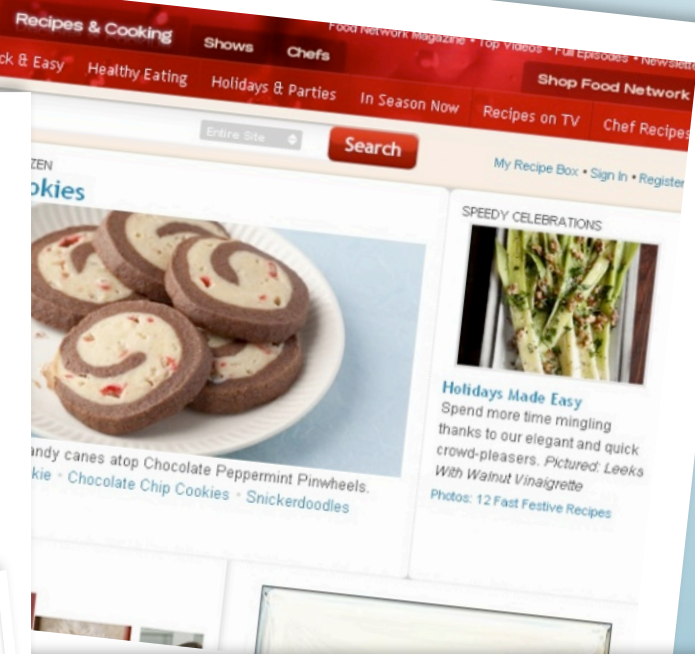 Food Network Magazine • Top Videos • Full Episodes • Newslette
Recipes & Cooking Shows Chefs Shop Food Network
ck & Easy Healthy Eating Holidays & Parties In Season Now Recipes on TV Chef Recipes
Entire Site Search
My Recipe Box • Sign In • Register
ZEN
okies
andy canes atop Chocolate Peppermint Pinwheels.
kie • Chocolate Chip Cookies • Snickerdoodles
SPEEDY CELEBRATIONS
Holidays Made Easy
Spend more time mingling
thanks to our elegant and quick
crowd-pleasers. Pictured: Leeks
With Walnut Vinaigrette
Photos: 12 Fast Festive Recipes